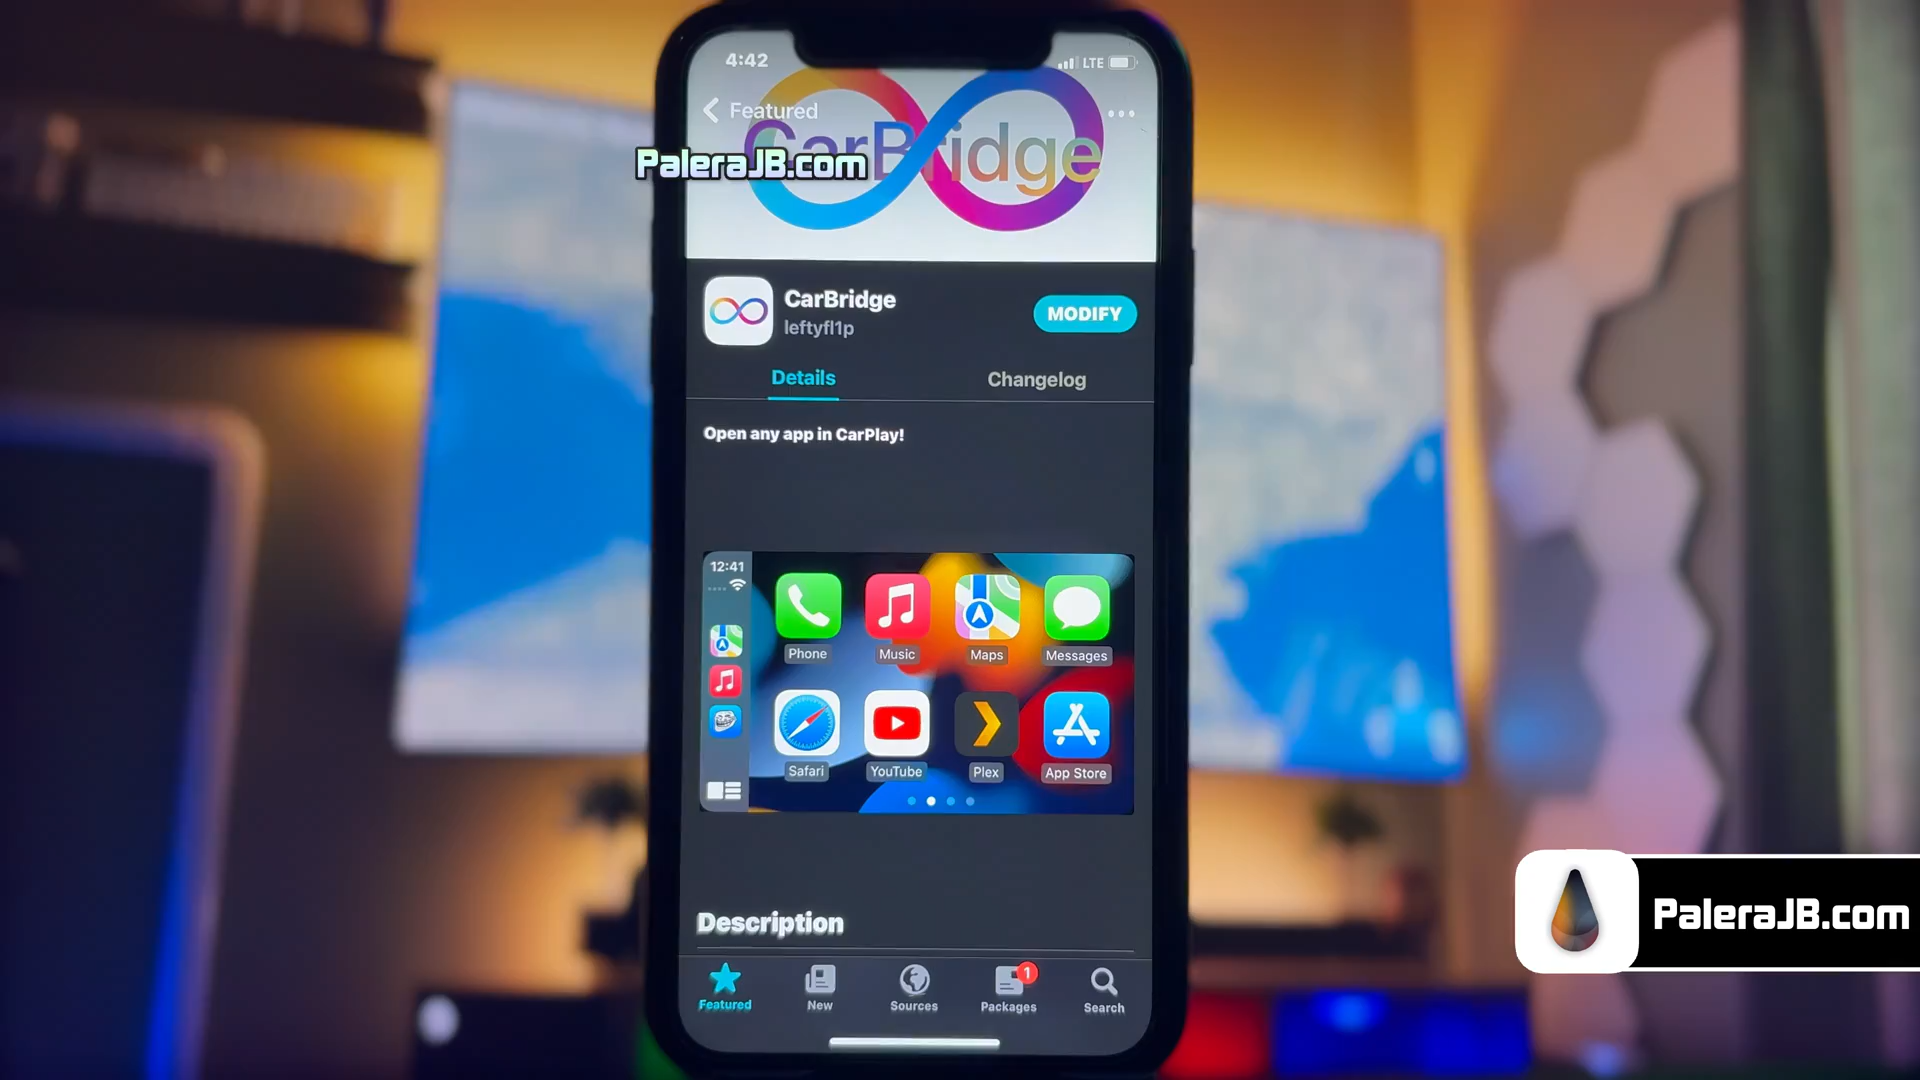 4:42
LTE
Featured
CarBridge
PaleraJB.com
CarBridge
leftyfl1p
MODIFY
Details
Changelog
Open any app in CarPlay!
12:41
Phone
Music
Maps
Messages
Safari
YouTube
Plex
App Store
Description
PaleraJB.com
Featured
New
Sources
1
Packages
Search